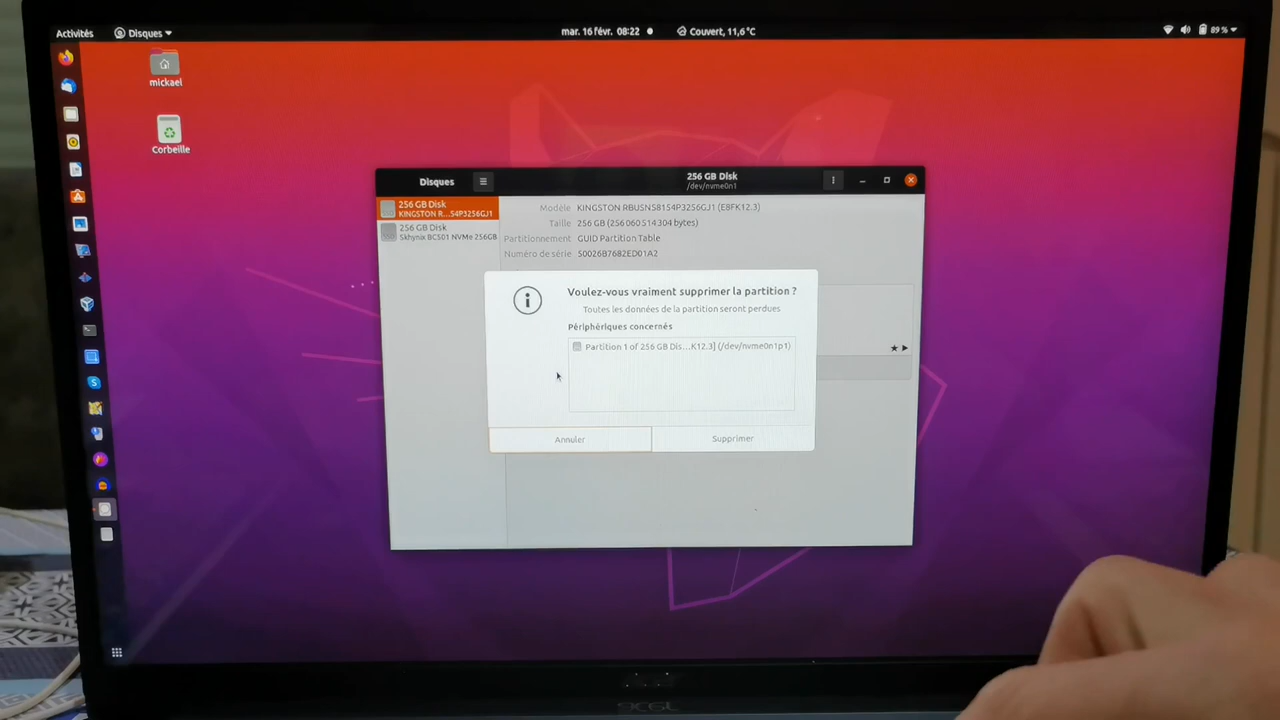 Activités
Disques
mar. 16 févr. 08:22
Couvert, 11,6 °C
89 %
mickael
Corbeille
Disques
256 GB Disk
/dev/nvme0n1
256 GB Disk
KINGSTON R...54P3256GJ1
256 GB Disk
Skhynix BC501 NVMe 256GB
Modèle KINGSTON RBUSNS8154P3256GJ1 (E8FK12.3)
Taille 256 GB (256 060 514 304 bytes)
Partitionnement GUID Partition Table
Numéro de série 50026B7682ED01A2
Voulez-vous vraiment supprimer la partition ?
Toutes les données de la partition seront perdues
Périphériques concernés
Partition 1 of 256 GB Dis...K12.3] (/dev/nvme0n1p1)
Annuler
Supprimer
acer